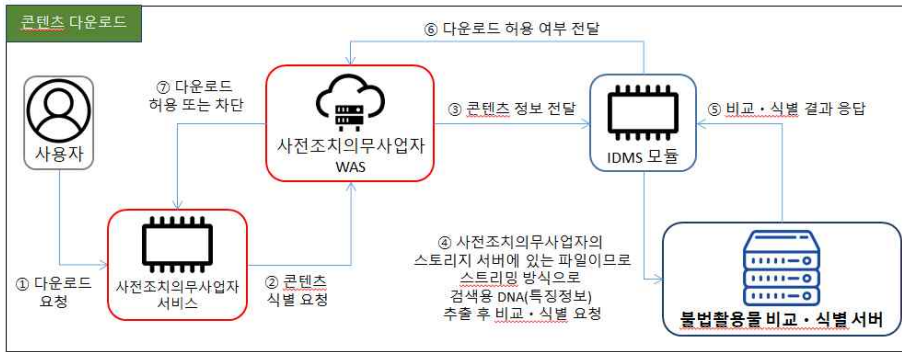 콘텐츠 다운로드
⑥ 다운로드 허용 여부 전달
⑦ 다운로드
허용 또는 차단
③ 콘텐츠 정보 전달
⑤ 비교・식별 결과 응답
사용자
사전조치의무사업자
WAS
IDMS 모듈
① 다운로드
요청
사전조치의무사업자
서비스
② 콘텐츠
식별 요청
④ 사전조치의무사업자의
스토리지 서버에 있는 파일이므로
스트리밍 방식으로
검색용 DNA(특징정보)
추출 후 비교・식별 요청
불법활용물 비교・식별 서버